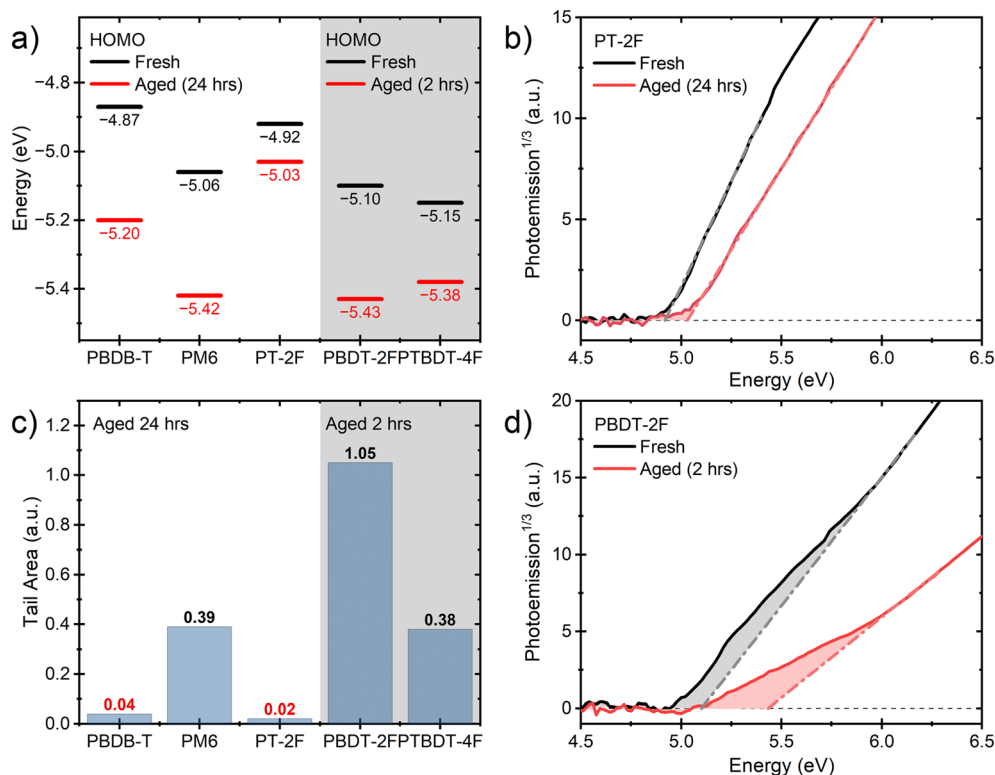 a)
HOMO
Fresh
Aged (24 hrs)
HOMO
Fresh
Aged (2 hrs)
Energy (eV)
−4.8
−5.0
−5.2
−5.4
−4.87
−5.20
−5.06
−5.42
−4.92
−5.03
−5.10
−5.43
−5.15
−5.38
PBDB-T PM6 PT-2F PBDT-2F PTBDT-4F
b)
PT-2F
Fresh
Aged (24 hrs)
Photoemission1/3 (a.u.)
15
10
5
0
4.5 5.0 5.5 6.0 6.5
Energy (eV)
c)
Aged 24 hrs
Aged 2 hrs
Tail Area (a.u.)
1.2
1.0
0.8
0.6
0.4
0.2
0.0
0.04
0.39
0.02
1.05
0.38
PBDB-T PM6 PT-2F PBDT-2F PTBDT-4F
d)
PBDT-2F
Fresh
Aged (2 hrs)
Photoemission1/3 (a.u.)
20
15
10
5
0
4.5 5.0 5.5 6.0 6.5
Energy (eV)